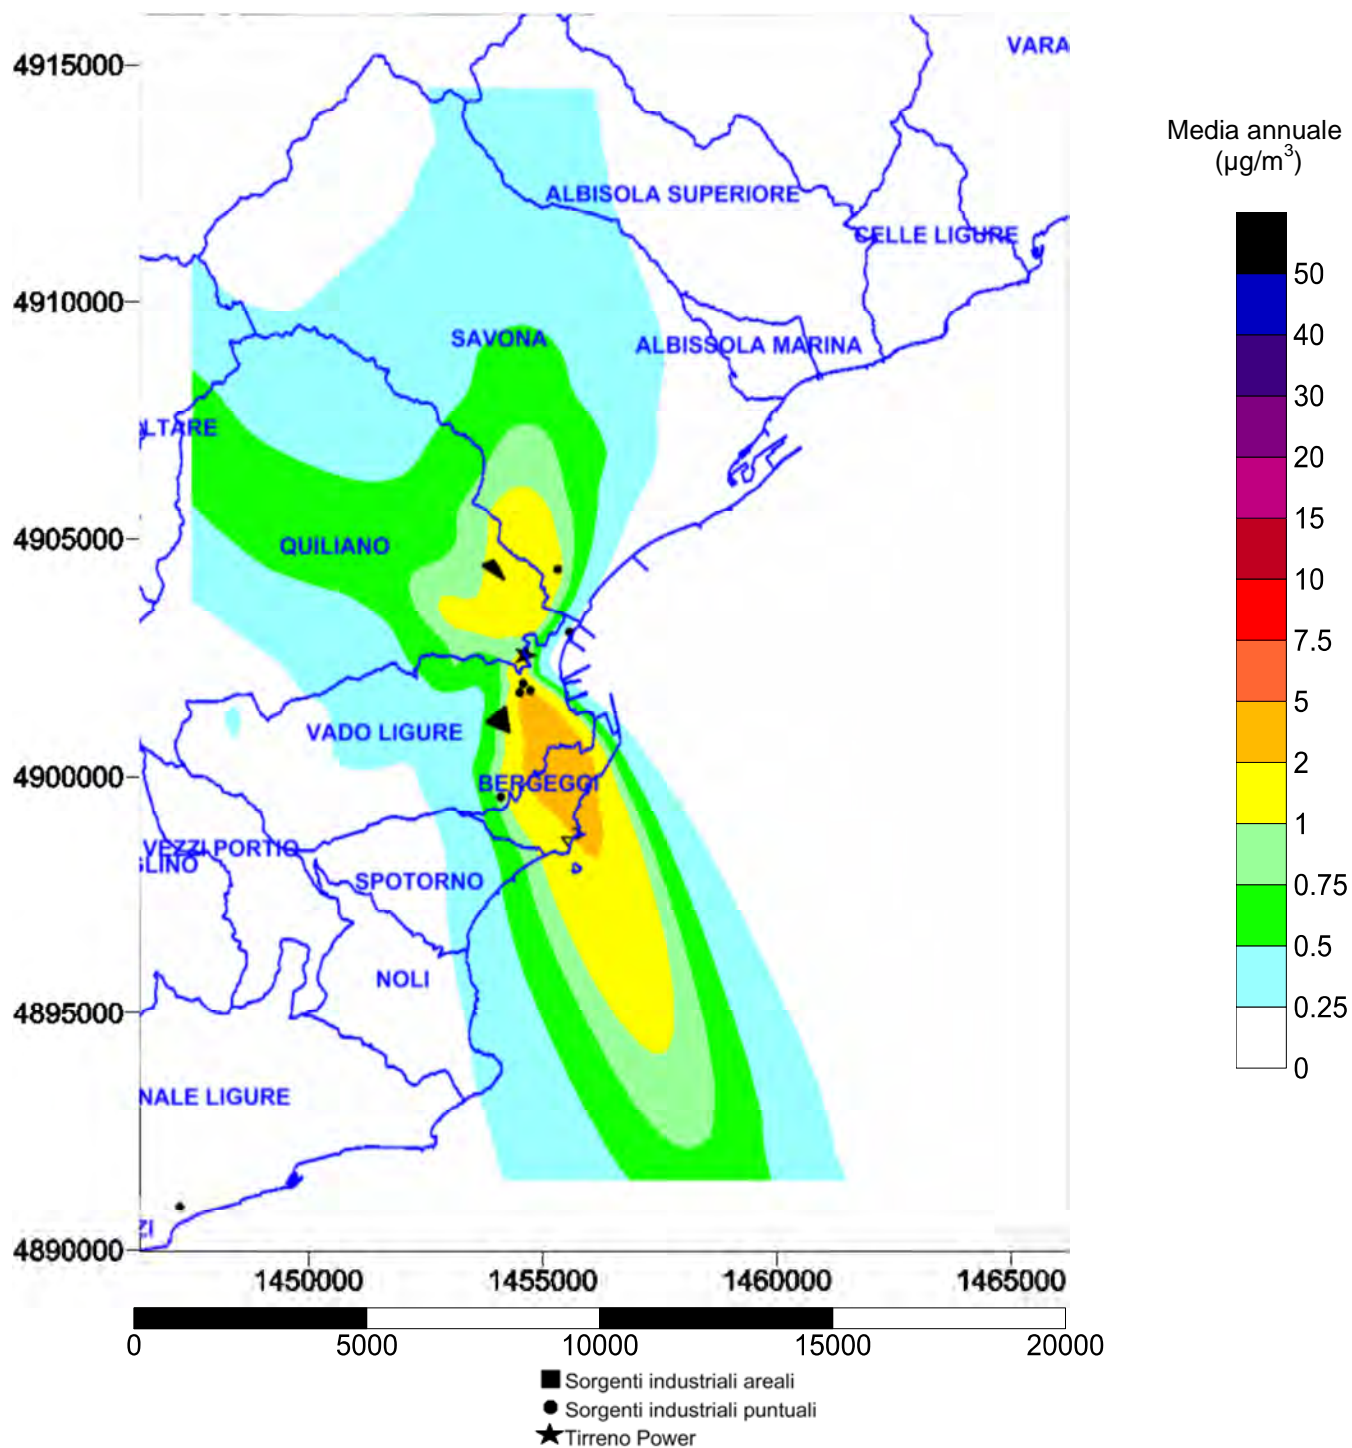 VARA
4915000
Media annuale
(µg/m³)
ALBISOLA SUPERIORE
CELLE LIGURE
50
4910000
40
SAVONA
ALBISSOLA MARINA
30
LTARE
20
4905000
QUILIANO
15
10
7.5
5
VADO LIGURE
4900000
BERGEGGI
2
1
VEZZI PORTIO
GLINO
SPOTORNO
0.75
0.5
NOLI
4895000
0.25
NALE LIGURE
0
ZI
4890000
1450000 1455000 1460000 1465000
0 5000 10000 15000 20000
Sorgenti industriali areali
Sorgenti industriali puntuali
Tirreno Power